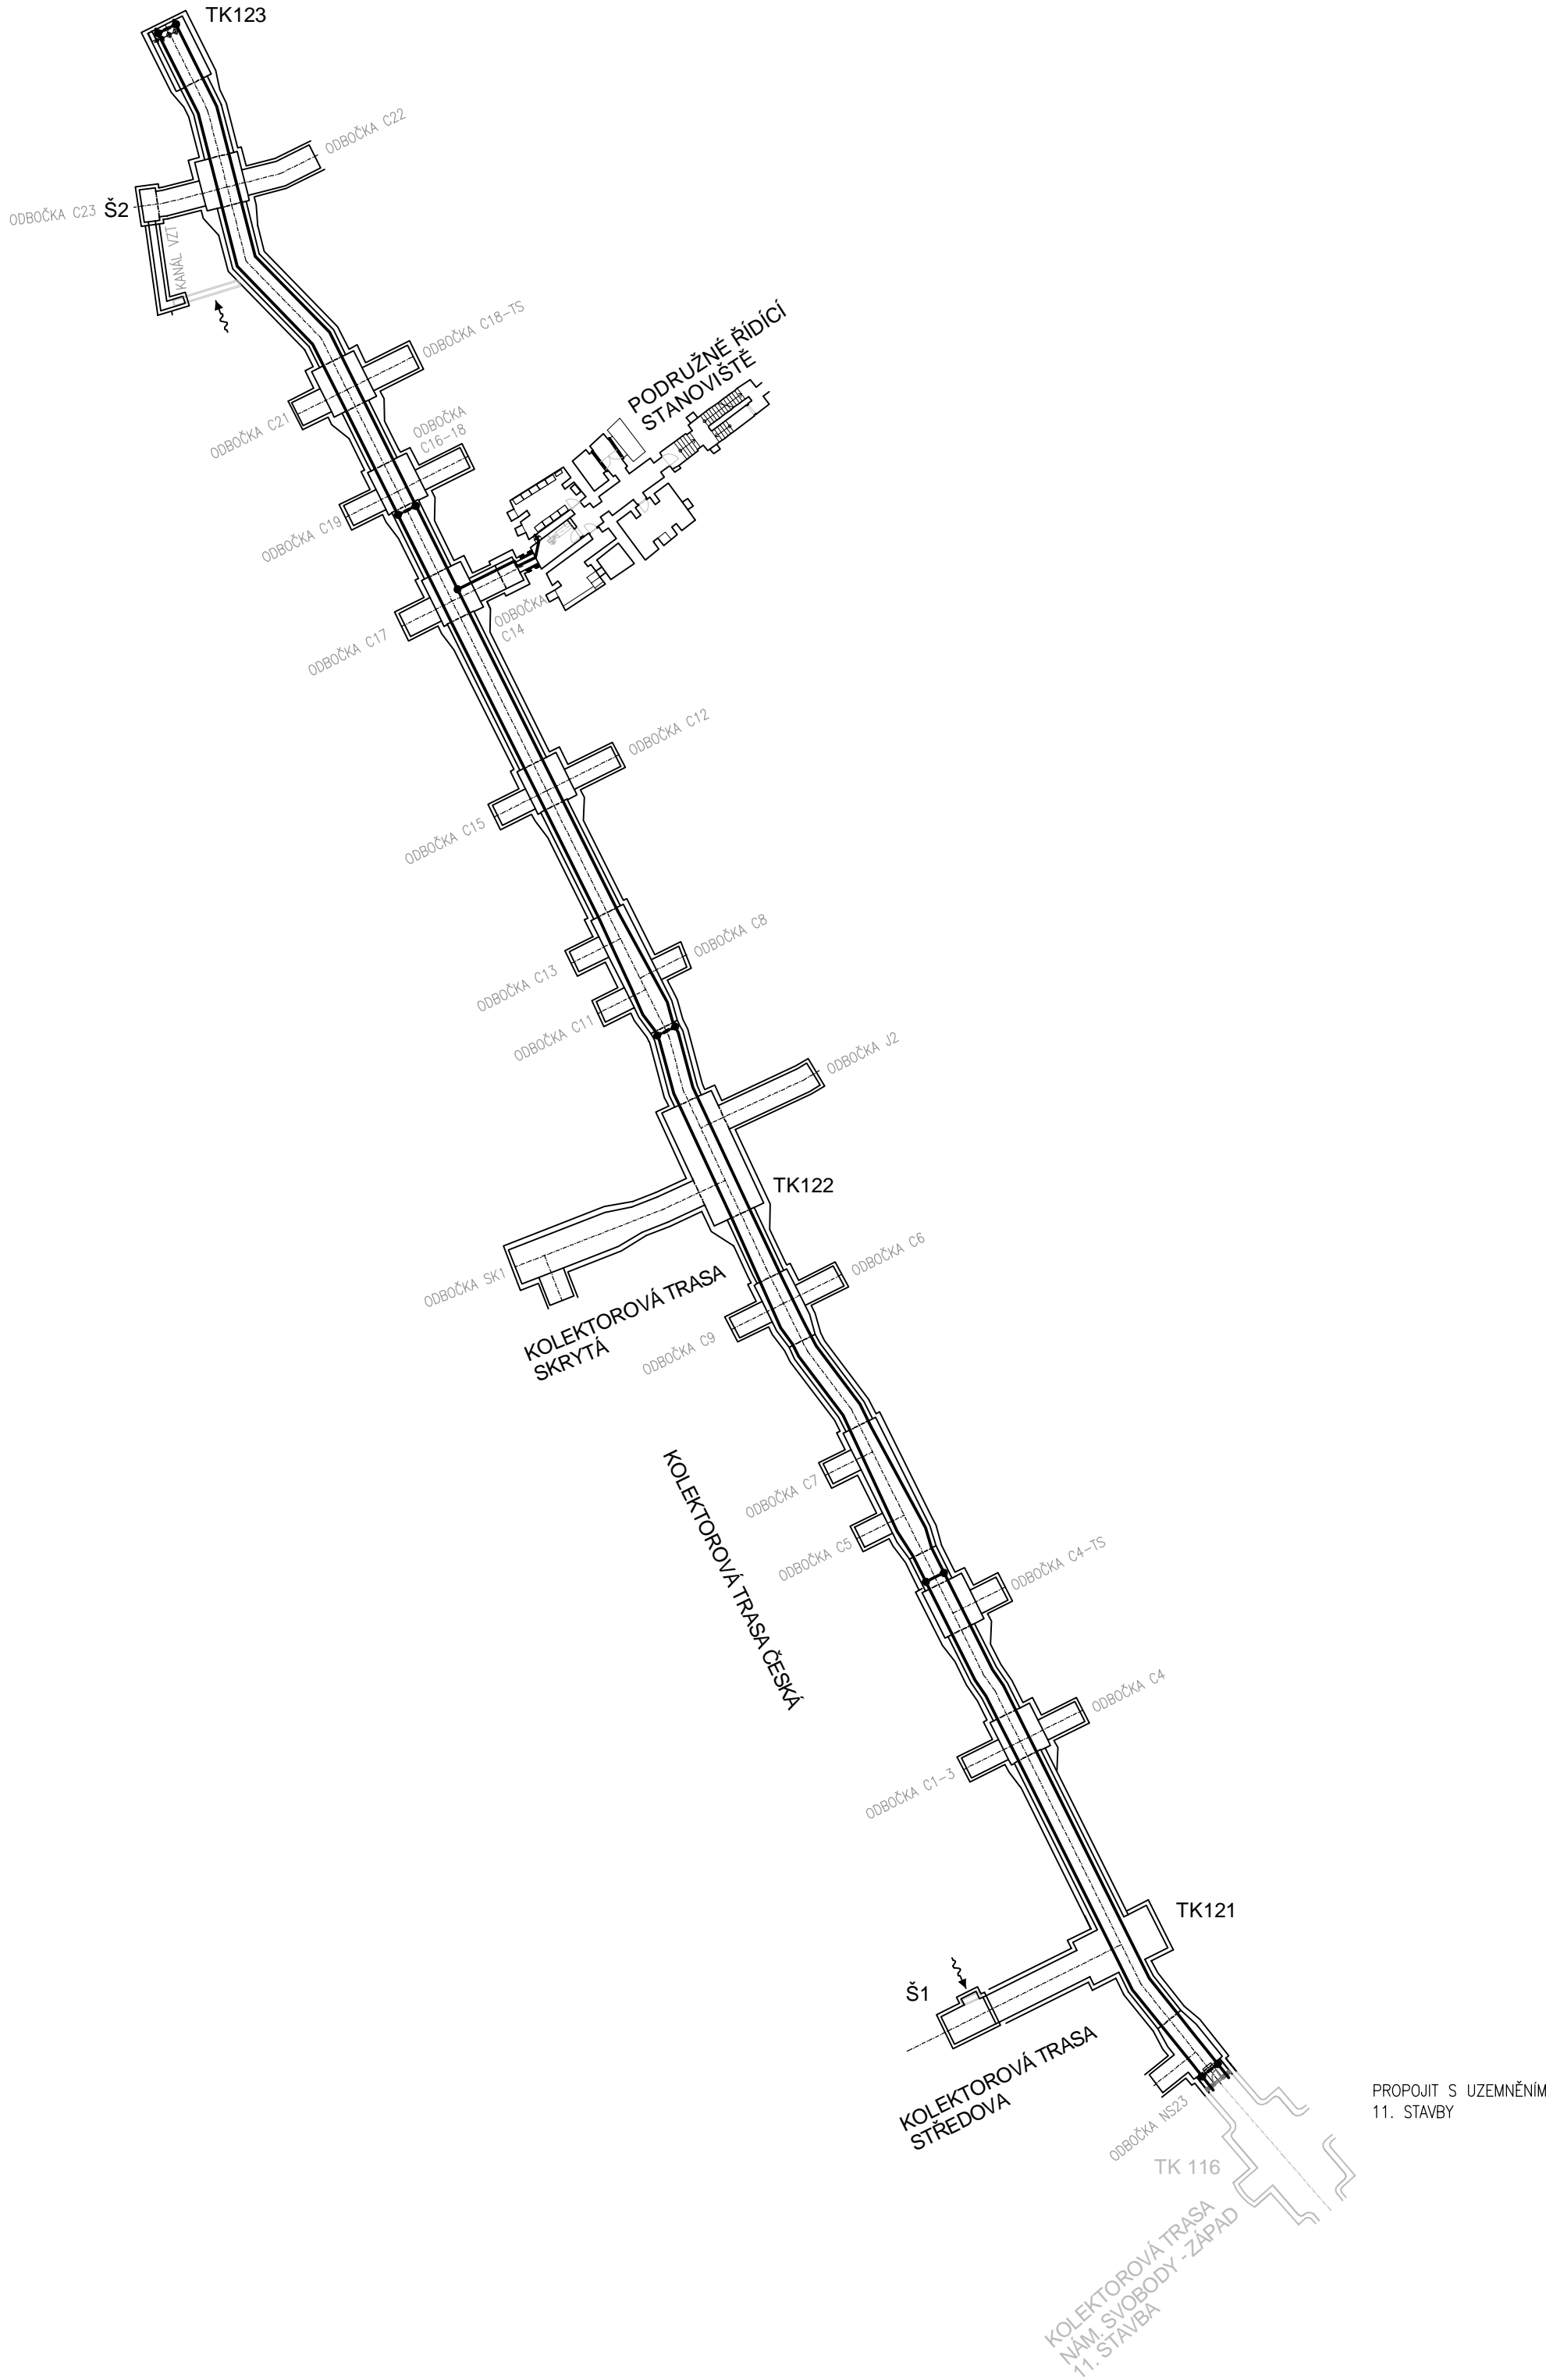 TK123
ODBOČKA C22
ODBOČKA C23
Š2
KANÁL VZT
ODBOČKA C18-TS
PODRUŽNÉ ŘÍDÍCÍ
STANOVIŠTĚ
ODBOČKA C21
ODBOČKA
C16-18
ODBOČKA C19
ODBOČKA
C14
ODBOČKA C17
ODBOČKA C12
ODBOČKA C15
ODBOČKA C8
ODBOČKA C13
ODBOČKA C11
ODBOČKA J2
TK122
ODBOČKA SK1
KOLEKTOROVÁ TRASA
SKRYTÁ
ODBOČKA C6
ODBOČKA C9
KOLEKTOROVÁ TRASA ČESKÁ
ODBOČKA C7
ODBOČKA C5
ODBOČKA C4-TS
ODBOČKA C4
ODBOČKA C1-3
TK121
Š1
KOLEKTOROVÁ TRASA
STŘEDOVA
PROPOJIT S UZEMNĚNÍM
11. STAVBY
ODBOČKA NS23
TK 116
KOLEKTOROVÁ TRASA
NÁM. SVOBODY - ZÁPAD
11. STAVBA